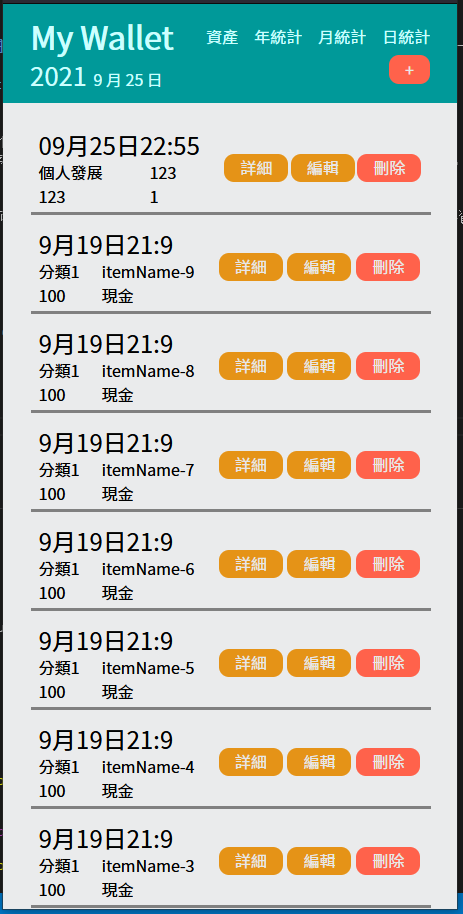 My Wallet
資產 年統計 月統計 日統計
2021 9月25日
+
09月25日22:55
個人發展 123
123 1
詳細 編輯 刪除
9月19日21:9
分類1 itemName-9
100 現金
詳細 編輯 刪除
9月19日21:9
分類1 itemName-8
100 現金
詳細 編輯 刪除
9月19日21:9
分類1 itemName-7
100 現金
詳細 編輯 刪除
9月19日21:9
分類1 itemName-6
100 現金
詳細 編輯 刪除
9月19日21:9
分類1 itemName-5
100 現金
詳細 編輯 刪除
9月19日21:9
分類1 itemName-4
100 現金
詳細 編輯 刪除
9月19日21:9
分類1 itemName-3
100 現金
詳細 編輯 刪除